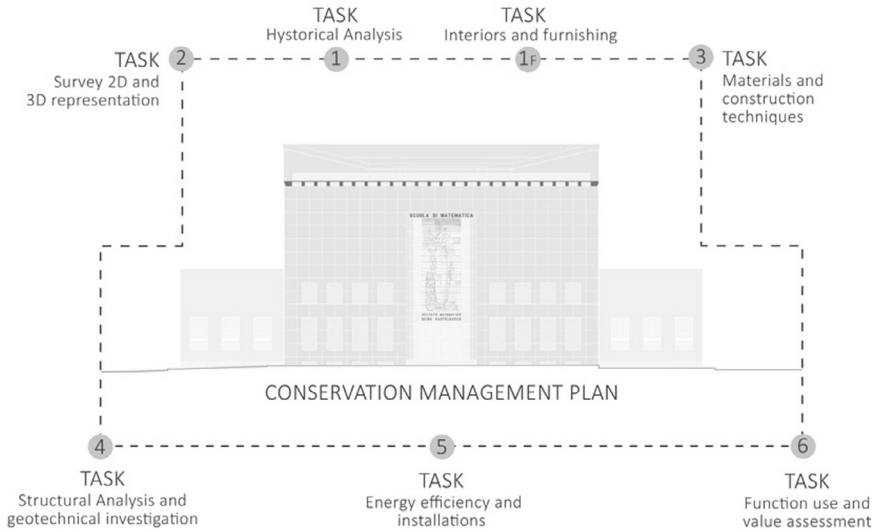 TASK
Hystorical Analysis
1
TASK
Interiors and furnishing
1F
2
TASK
Survey 2D and
3D representation
3
TASK
Materials and
construction
techniques
SCUOLA DI MATEMATICA
CONSERVATION MANAGEMENT PLAN
4
TASK
Structural Analysis and
geotechnical investigation
5
TASK
Energy efficiency and
installations
6
TASK
Function use and
value assessment